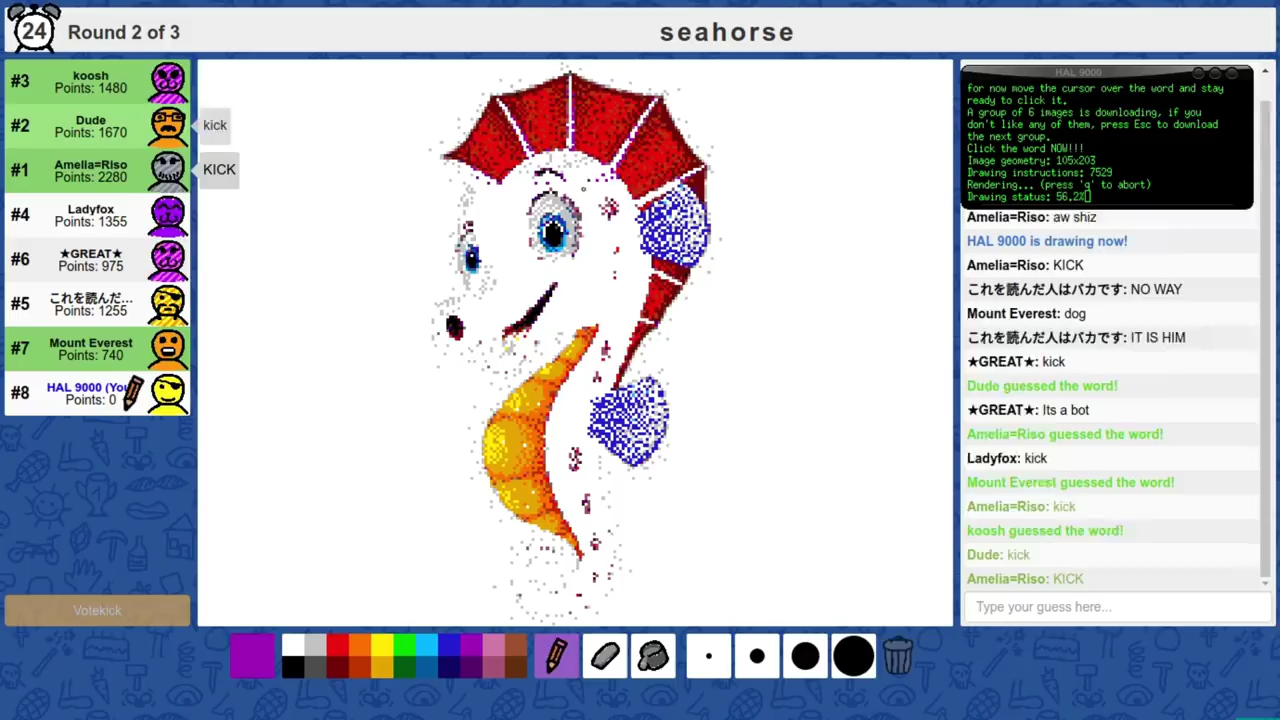 24
Round 2 of 3
seahorse
#3
koosh
Points: 1480
#2
Dude
Points: 1670
kick
#1
Amelia=Riso
Points: 2280
KICK
#4
Ladyfox
Points: 1355
#6
★GREAT★
Points: 975
#5
これを読んだ...
Points: 1255
#7
Mount Everest
Points: 740
#8
HAL 9000 (You
Points: 0
Votekick
HAL 9000
for now move the cursor over the word and stay
ready to click it.
A group of 6 images is downloading, if you
don't like any of them, press Esc to download
the next group.
Click the word NOW!!!
Image geometry: 105x203
Drawing instructions: 7529
Rendering... (press 'q' to abort)
Drawing status: 56.2%
Amelia=Riso: aw shiz
HAL 9000 is drawing now!
Amelia=Riso: KICK
これを読んだ人はバカです: NO WAY
Mount Everest: dog
これを読んだ人はバカです: IT IS HIM
★GREAT★: kick
Dude guessed the word!
★GREAT★: Its a bot
Amelia=Riso guessed the word!
Ladyfox: kick
Mount Everest guessed the word!
Amelia=Riso: kick
koosh guessed the word!
Dude: kick
Amelia=Riso: KICK
Type your guess here...